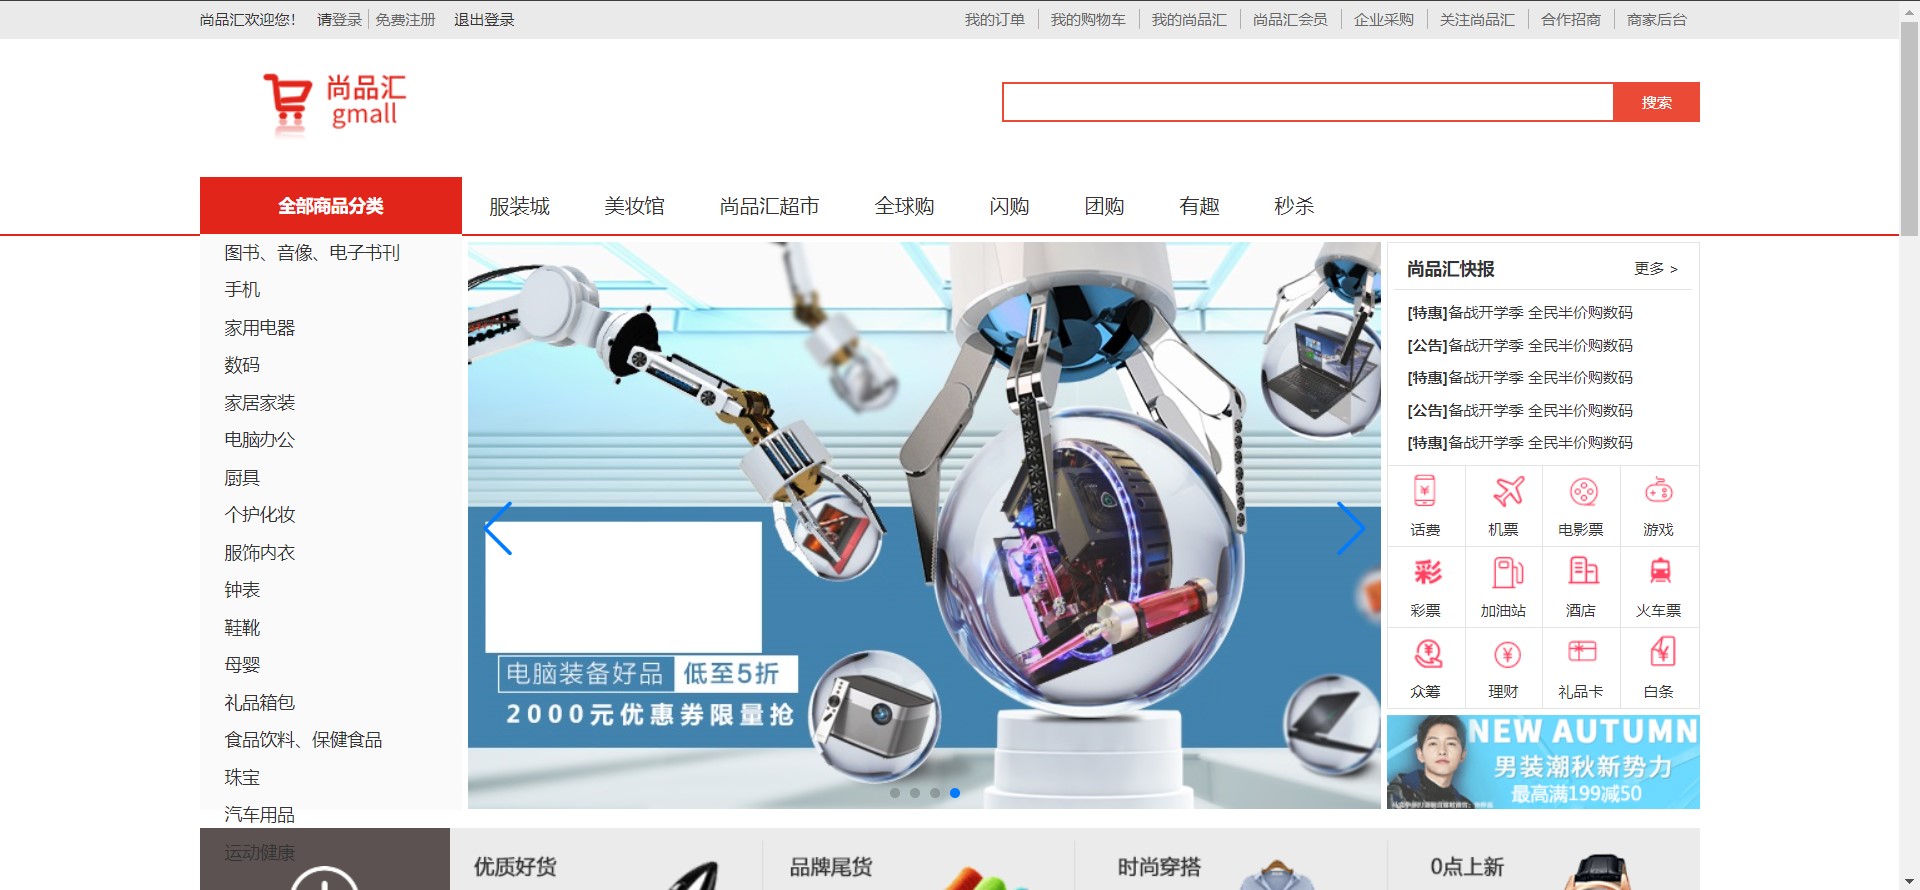 尚品汇欢迎您! 请登录 免费注册 退出登录
我的订单 我的购物车 我的尚品汇 尚品汇会员 企业采购 关注尚品汇 合作招商 商家后台
尚品汇
gmall
搜索
全部商品分类 服装城 美妆馆 尚品汇超市 全球购 闪购 团购 有趣 秒杀
图书、音像、电子书刊
手机
家用电器
数码
家居家装
电脑办公
厨具
个护化妆
服饰内衣
钟表
鞋靴
母婴
礼品箱包
食品饮料、保健食品
珠宝
汽车用品
运动健康
电脑装备好品 低至5折
2000元优惠券限量抢
尚品汇快报 更多 >
[特惠]备战开学季 全民半价购数码
[公告]备战开学季 全民半价购数码
[特惠]备战开学季 全民半价购数码
[公告]备战开学季 全民半价购数码
[特惠]备战开学季 全民半价购数码
话费 机票 电影票 游戏
彩
彩票 加油站 酒店 火车票
众筹 理财 礼品卡 白条
NEW AUTUMN
男装潮秋新势力
最高满199减50
优质好货 品牌尾货 时尚穿搭 0点上新